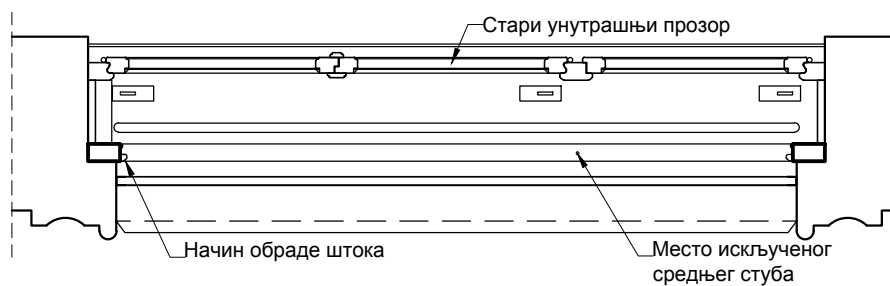 Стари унутрашњи прозор
Начин обраде штока
Место искљученог
средњег стуба